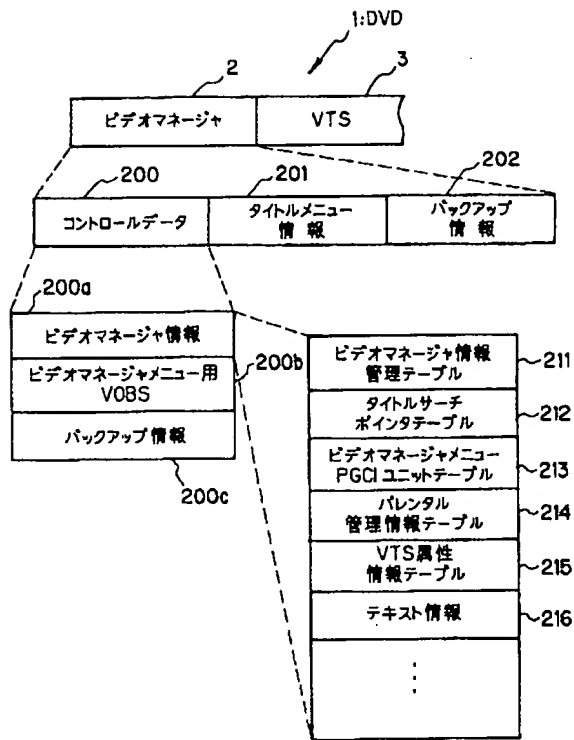 1:DVD
2
3
ビデオマネージャ
VTS
200
201
202
コントロールデータ
タイトルメニュー
情報
バックアップ
情報
200a
ビデオマネージャ情報
ビデオマネージャメニュー用
VOBS
200b
バックアップ情報
200c
ビデオマネージャ情報
管理テーブル
211
タイトルサーチ
ポインタテーブル
212
ビデオマネージャメニュー
PGCIユニットテーブル
213
パレンタル
管理情報テーブル
214
VTS属性
情報テーブル
215
テキスト情報
216
⋮